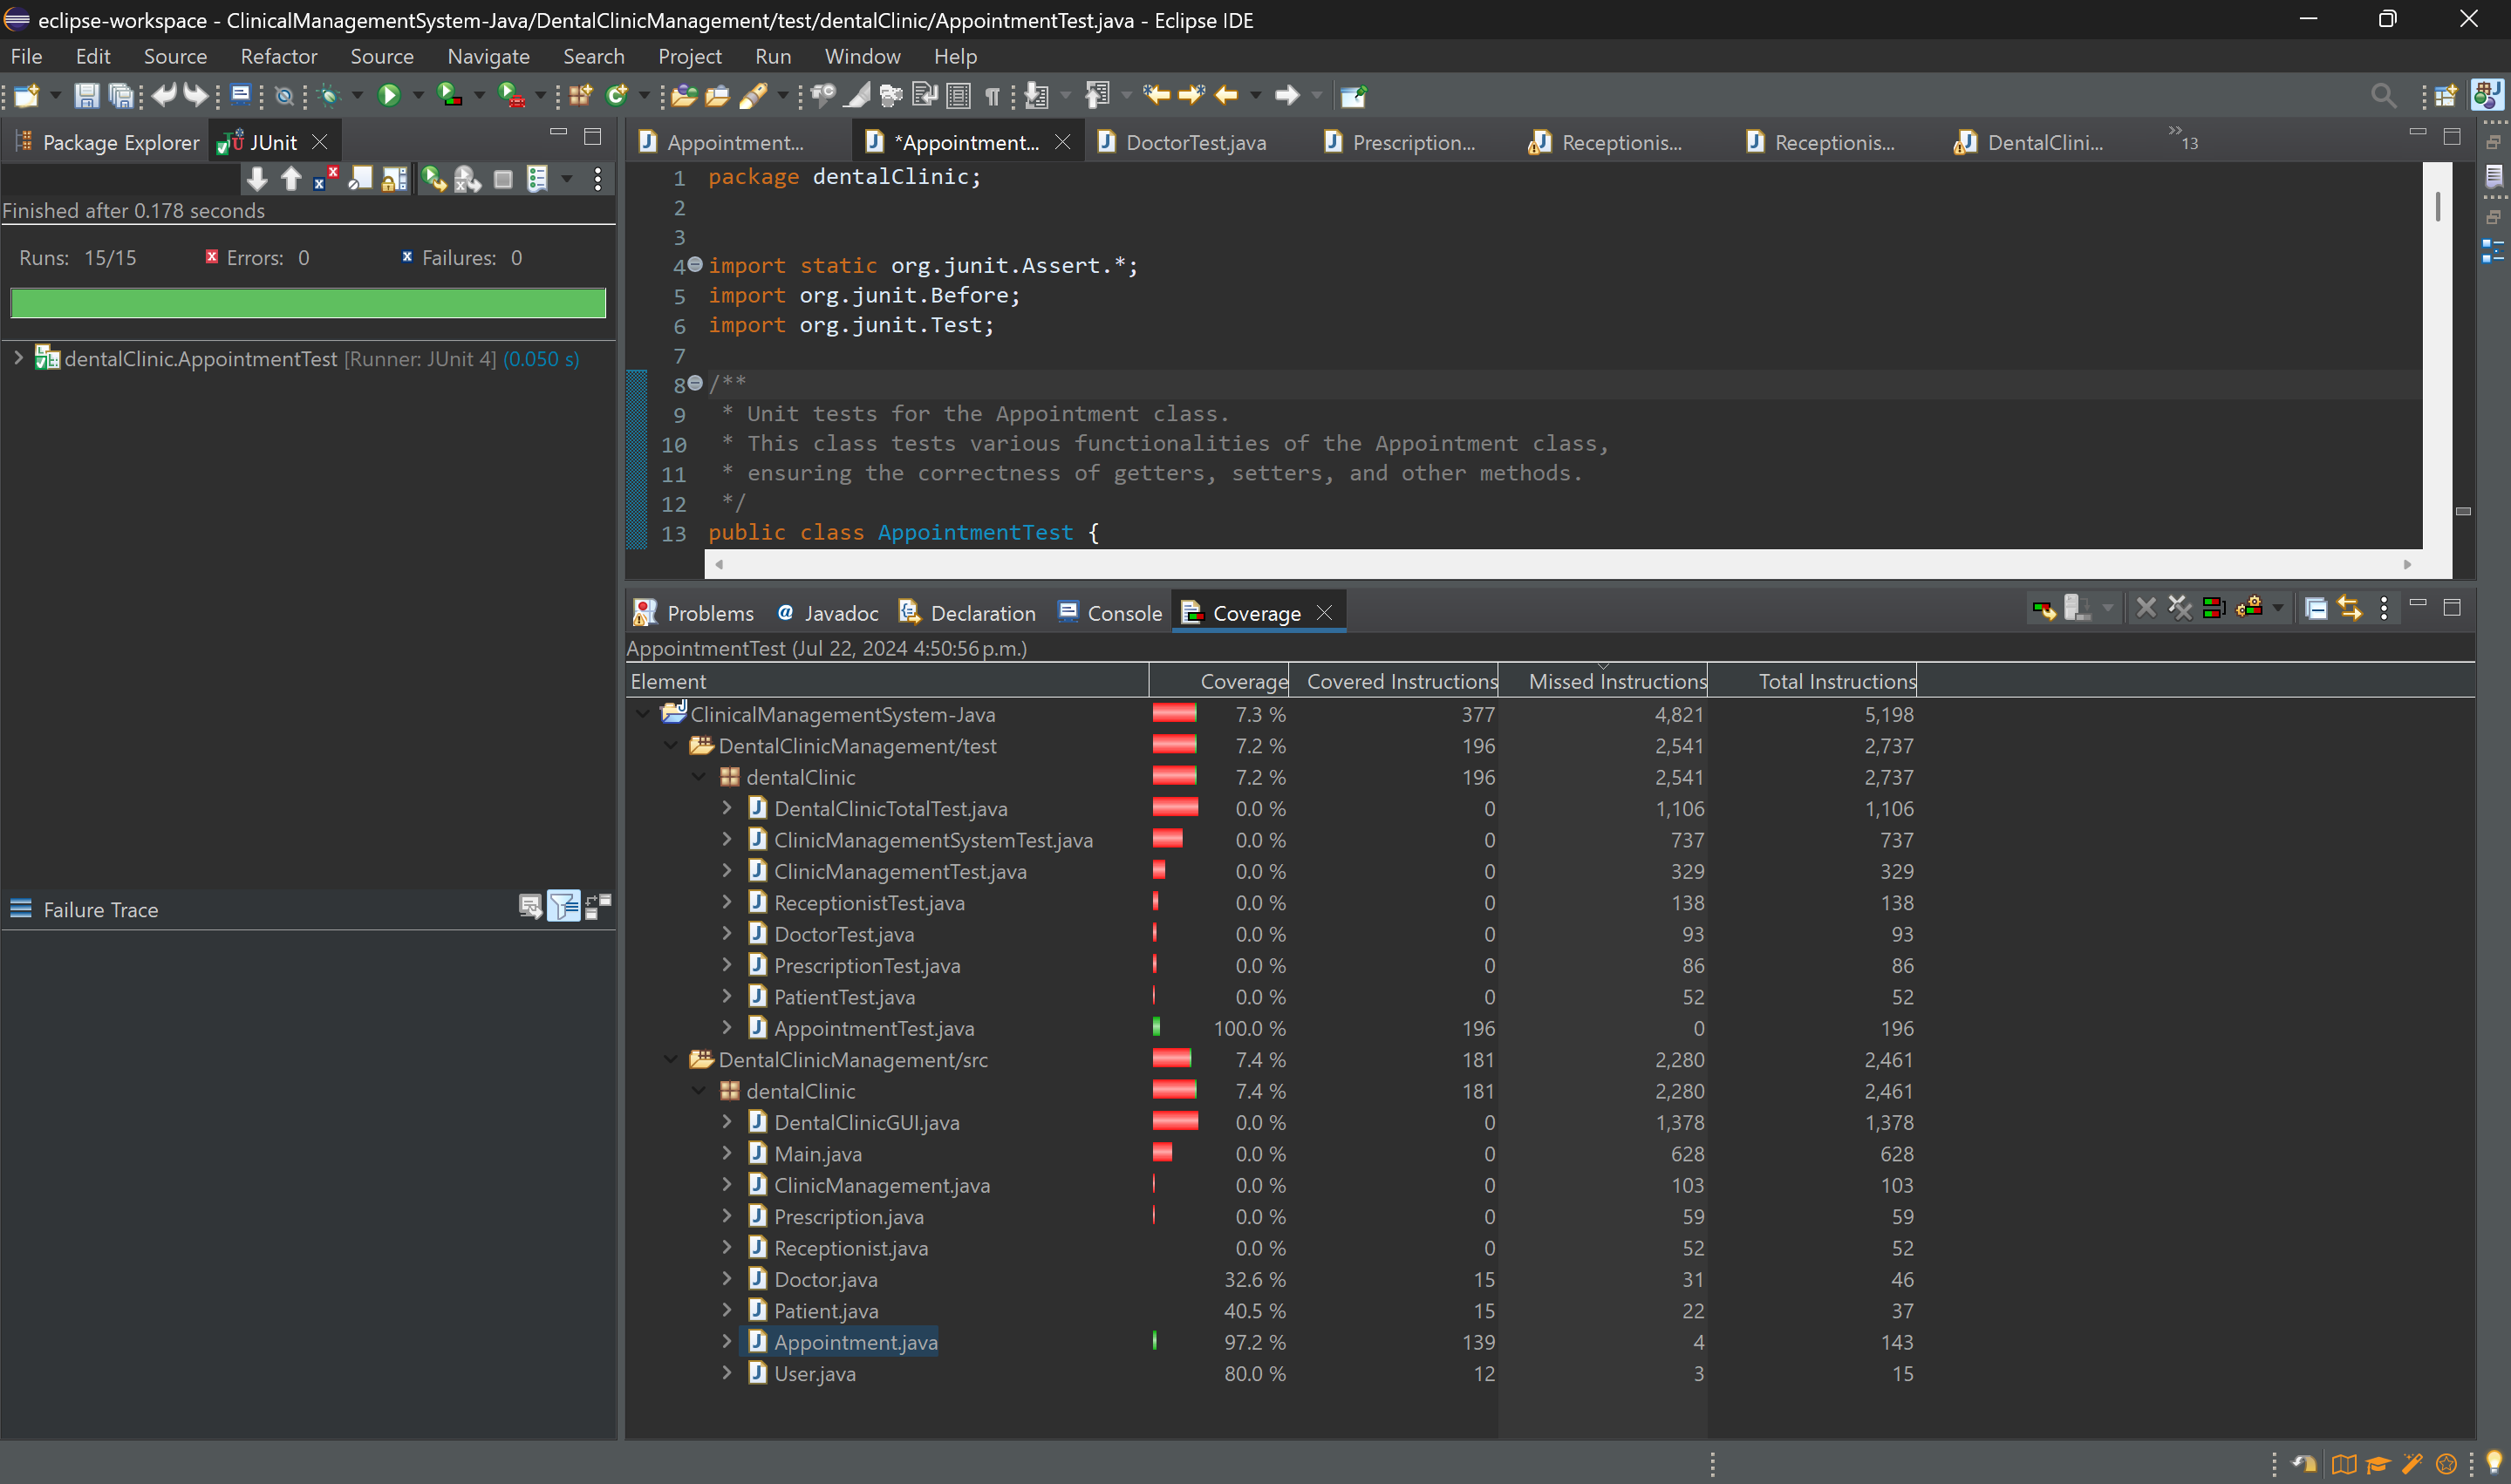 eclipse-workspace - ClinicalManagementSystem-Java/DentalClinicManagement/test/dentalClinic/AppointmentTest.java - Eclipse IDE
File Edit Source Refactor Source Navigate Search Project Run Window Help
Package Explorer JUnit
Finished after 0.178 seconds
Runs: 15/15 Errors: 0 Failures: 0
dentalClinic.AppointmentTest [Runner: JUnit 4] (0.050 s)
Failure Trace
Appointment... *Appointment... DoctorTest.java Prescription... Receptionis... Receptionis... DentalClini... 13
1 package dentalClinic;
2
3
4 import static org.junit.Assert.*;
5 import org.junit.Before;
6 import org.junit.Test;
7
8 /**
9 * Unit tests for the Appointment class.
10 * This class tests various functionalities of the Appointment class,
11 * ensuring the correctness of getters, setters, and other methods.
12 */
13 public class AppointmentTest {
Problems Javadoc Declaration Console Coverage
AppointmentTest (Jul 22, 2024 4:50:56 p.m.)
Element Coverage Covered Instructions Missed Instructions Total Instructions
ClinicalManagementSystem-Java 7.3 % 377 4,821 5,198
DentalClinicManagement/test 7.2 % 196 2,541 2,737
dentalClinic 7.2 % 196 2,541 2,737
DentalClinicTotalTest.java 0.0 % 0 1,106 1,106
ClinicManagementSystemTest.java 0.0 % 0 737 737
ClinicManagementTest.java 0.0 % 0 329 329
ReceptionistTest.java 0.0 % 0 138 138
DoctorTest.java 0.0 % 0 93 93
PrescriptionTest.java 0.0 % 0 86 86
PatientTest.java 0.0 % 0 52 52
AppointmentTest.java 100.0 % 196 0 196
DentalClinicManagement/src 7.4 % 181 2,280 2,461
dentalClinic 7.4 % 181 2,280 2,461
DentalClinicGUI.java 0.0 % 0 1,378 1,378
Main.java 0.0 % 0 628 628
ClinicManagement.java 0.0 % 0 103 103
Prescription.java 0.0 % 0 59 59
Receptionist.java 0.0 % 0 52 52
Doctor.java 32.6 % 15 31 46
Patient.java 40.5 % 15 22 37
Appointment.java 97.2 % 139 4 143
User.java 80.0 % 12 3 15